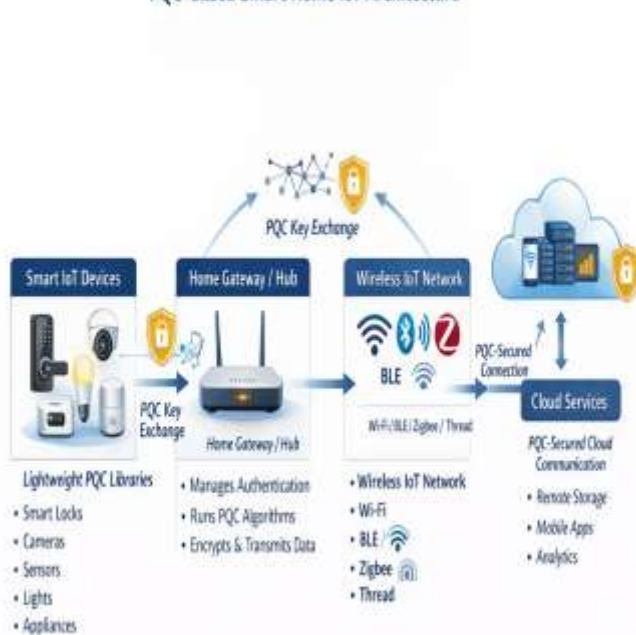 PQC Key Exchange
Smart IoT Devices
Home Gateway / Hub
Wireless IoT Network
BLE
Wi-Fi / BLE / Zigbee / Thread
PQC Key
Exchange
Home Gateway / Hub
PQC-Secured
Connection
Cloud Services
PQC-Secured Cloud
Communication
• Remote Storage
• Mobile Apps
• Analytics
Lightweight PQC Libraries
• Smart Locks
• Cameras
• Sensors
• Lights
• Appliances
• Manages Authentication
• Runs PQC Algorithms
• Encrypts & Transmits Data
• Wireless IoT Network
• Wi-Fi
• BLE /
• Zigbee
• Thread